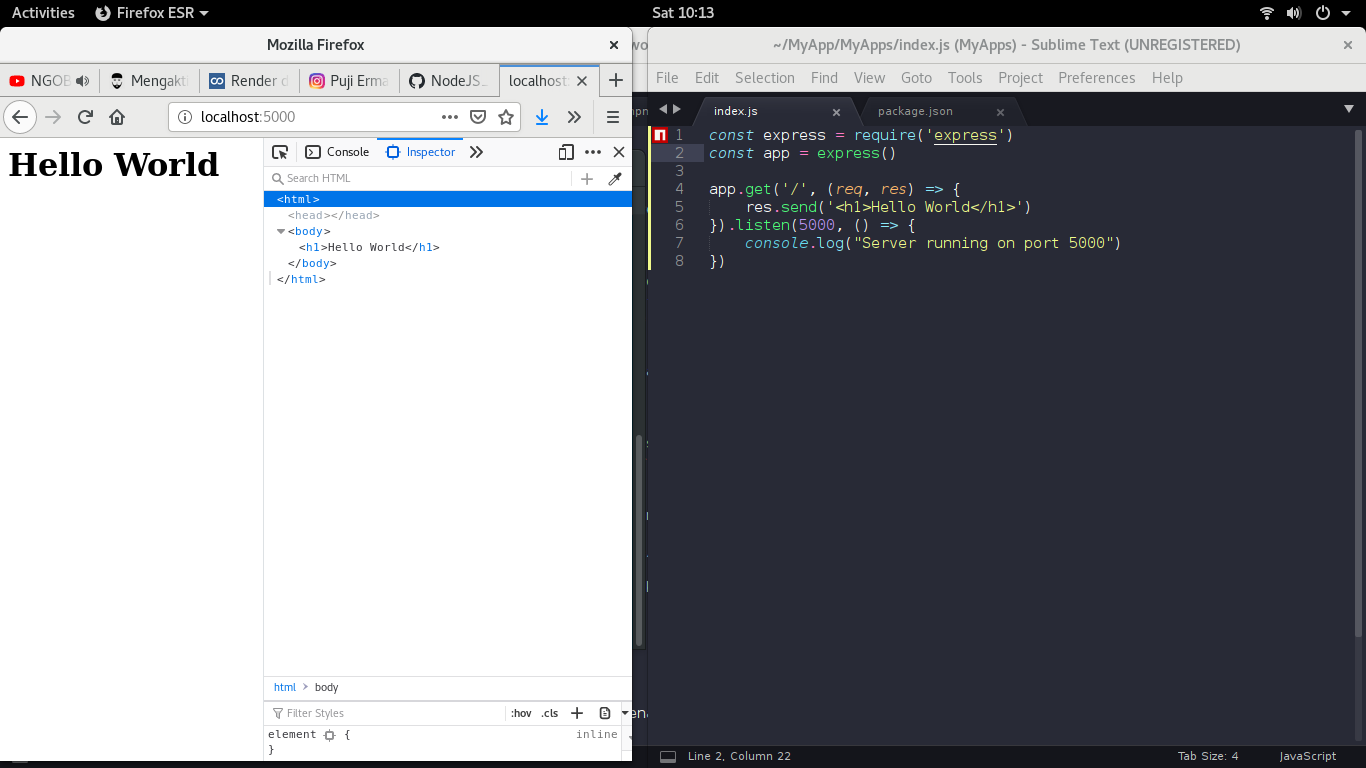 Activities Firefox ESR Sat 10:13
Mozilla Firefox
NGOB Mengakti Render d Puji Erma NodeJS localhost:
localhost:5000
Hello World
Console Inspector
Search HTML
<html>
<head></head>
<body>
<h1>Hello World</h1>
</body>
</html>
html > body
Filter Styles :hov .cls +
element { inline
}
~/MyApp/MyApps/index.js (MyApps) - Sublime Text (UNREGISTERED)
File Edit Selection Find View Goto Tools Project Preferences Help
index.js package.json
1 const express = require('express')
2 const app = express()
3
4 app.get('/', (req, res) => {
5 res.send('<h1>Hello World</h1>')
6 }).listen(5000, () => {
7 console.log("Server running on port 5000")
8 })
Line 2, Column 22 Tab Size: 4 JavaScript